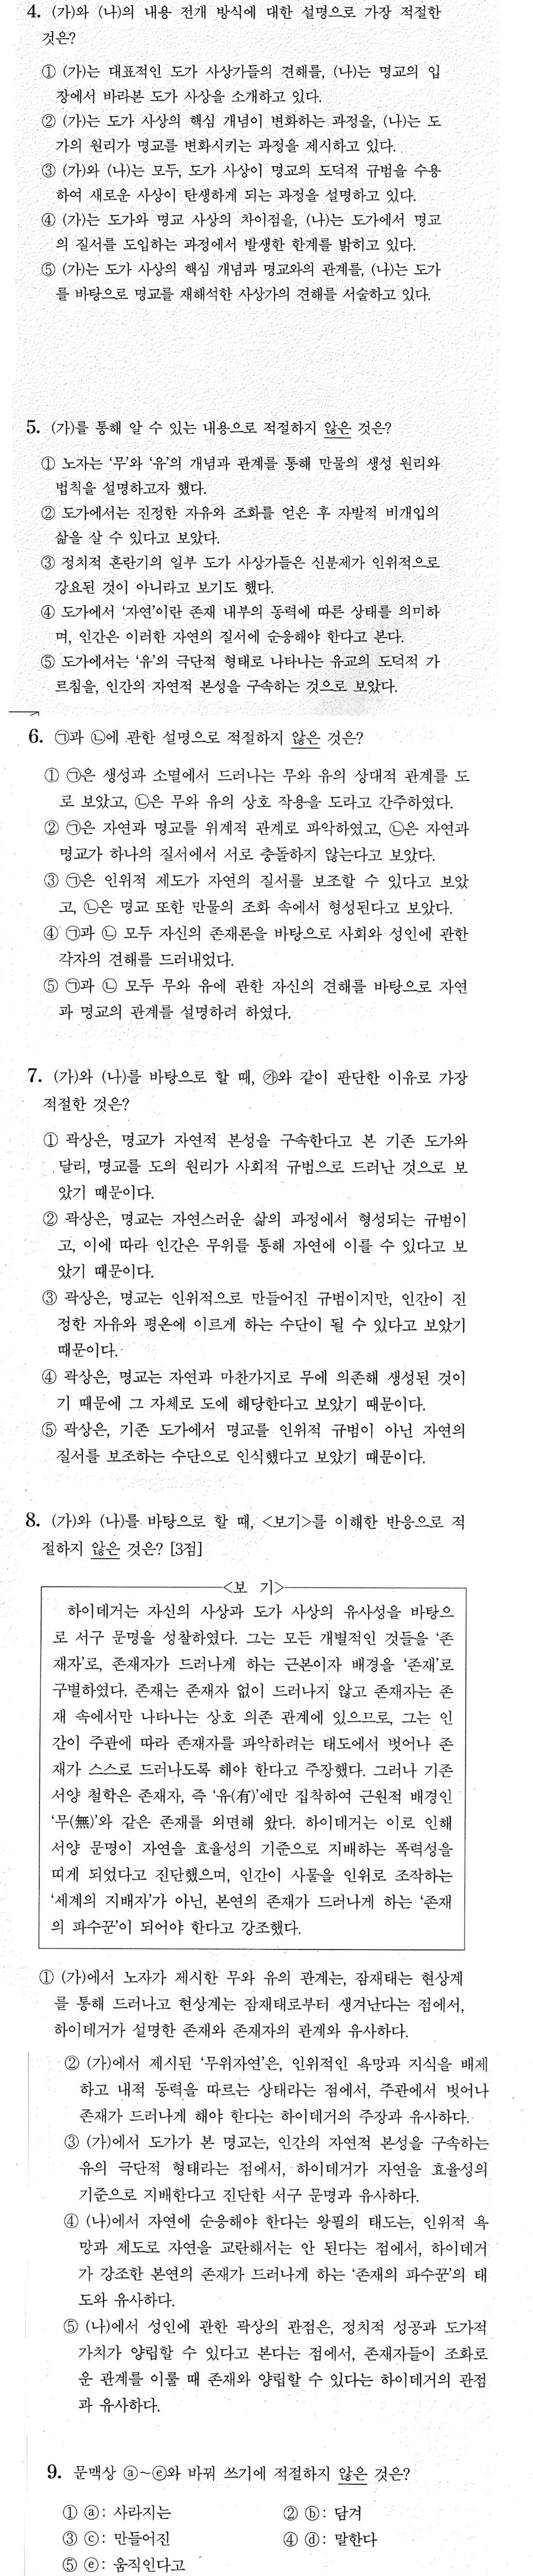 4. (가)와 (나)의 내용 전개 방식에 대한 설명으로 가장 적절한
것은?
① (가)는 대표적인 도가 사상가들의 견해를, (나)는 명교의 입
장에서 바라본 도가 사상을 소개하고 있다.
② (가)는 도가 사상의 핵심 개념이 변화하는 과정을, (나)는 도
가의 원리가 명교를 변화시키는 과정을 제시하고 있다.
③ (가)와 (나)는 모두, 도가 사상이 명교의 도덕적 규범을 수용
하여 새로운 사상이 탄생하게 되는 과정을 설명하고 있다.
④ (가)는 도가와 명교 사상의 차이점을, (나)는 도가에서 명교
의 질서를 도입하는 과정에서 발생한 한계를 밝히고 있다.
⑤ (가)는 도가 사상의 핵심 개념과 명교와의 관계를, (나)는 도가
를 바탕으로 명교를 재해석한 사상가의 견해를 서술하고 있다.
5. (가)를 통해 알 수 있는 내용으로 적절하지 않은 것은?
① 노자는 ‘무’와 ‘유’의 개념과 관계를 통해 만물의 생성 원리와
법칙을 설명하고자 했다.
② 도가에서는 진정한 자유와 조화를 얻은 후 자발적 비개입의
삶을 살 수 있다고 보았다.
③ 정치적 혼란기의 일부 도가 사상가들은 신분제가 인위적으로
강요된 것이 아니라고 보기도 했다.
④ 도가에서 ‘자연’이란 존재 내부의 동력에 따른 상태를 의미하
며, 인간은 이러한 자연의 질서에 순응해야 한다고 본다.
⑤ 도가에서는 ‘유’의 극단적 형태로 나타나는 유교의 도덕적 가
르침을, 인간의 자연적 본성을 구속하는 것으로 보았다.
6. ㉠과 ㉡에 관한 설명으로 적절하지 않은 것은?
① ㉠은 생성과 소멸에서 드러나는 무와 유의 상대적 관계를 도
로 보았고, ㉡은 무와 유의 상호 작용을 도라고 간주하였다.
② ㉠은 자연과 명교를 위계적 관계로 파악하였고, ㉡은 자연과
명교가 하나의 질서에서 서로 충돌하지 않는다고 보았다.
③ ㉠은 인위적 제도가 자연의 질서를 보조할 수 있다고 보았
고, ㉡은 명교 또한 만물의 조화 속에서 형성된다고 보았다.
④ ㉠과 ㉡ 모두 자신의 존재론을 바탕으로 사회와 성인에 관한
각자의 견해를 드러내었다.
⑤ ㉠과 ㉡ 모두 무와 유에 관한 자신의 견해를 바탕으로 자연
과 명교의 관계를 설명하려 하였다.
7. (가)와 (나)를 바탕으로 할 때, ㉮와 같이 판단한 이유로 가장
적절한 것은?
① 곽상은, 명교가 자연적 본성을 구속한다고 본 기존 도가와
달리, 명교를 도의 원리가 사회적 규범으로 드러난 것으로 보
았기 때문이다.
② 곽상은, 명교는 자연스러운 삶의 과정에서 형성되는 규범이
고, 이에 따라 인간은 무위를 통해 자연에 이를 수 있다고 보
았기 때문이다.
③ 곽상은, 명교는 인위적으로 만들어진 규범이지만, 인간이 진
정한 자유와 평온에 이르게 하는 수단이 될 수 있다고 보았기
때문이다.
④ 곽상은, 명교는 자연과 마찬가지로 무에 의존해 생성된 것이
기 때문에 그 자체로 도에 해당한다고 보았기 때문이다.
⑤ 곽상은, 기존 도가에서 명교를 인위적 규범이 아닌 자연의
질서를 보조하는 수단으로 인식했다고 보았기 때문이다.
8. (가)와 (나)를 바탕으로 할 때, <보기>를 이해한 반응으로 적
절하지 않은 것은? [3점]
<보 기>
하이데거는 자신의 사상과 도가 사상의 유사성을 바탕으
로 서구 문명을 성찰하였다. 그는 모든 개별적인 것들을 ‘존
재자’로, 존재자가 드러나게 하는 근본이자 배경을 ‘존재’로
구별하였다. 존재는 존재자 없이 드러나지 않고 존재자는 존
재 속에서만 나타나는 상호 의존 관계에 있으므로, 그는 인
간이 주관에 따라 존재자를 파악하려는 태도에서 벗어나 존
재가 스스로 드러나도록 해야 한다고 주장했다. 그러나 기존
서양 철학은 존재자, 즉 ‘유(有)’에만 집착하여 근원적 배경인
‘무(無)’와 같은 존재를 외면해 왔다. 하이데거는 이로 인해
서양 문명이 자연을 효율성의 기준으로 지배하는 폭력성을
띠게 되었다고 진단했으며, 인간이 사물을 인위로 조작하는
‘세계의 지배자’가 아닌, 본연의 존재가 드러나게 하는 ‘존재
의 파수꾼’이 되어야 한다고 강조했다.
① (가)에서 노자가 제시한 무와 유의 관계는, 잠재태는 현상계
를 통해 드러나고 현상계는 잠재태로부터 생겨난다는 점에서,
하이데거가 설명한 존재와 존재자의 관계와 유사하다.
② (가)에서 제시된 ‘무위자연’은, 인위적인 욕망과 지식을 배제
하고 내적 동력을 따르는 상태라는 점에서, 주관에서 벗어나
존재가 드러나게 해야 한다는 하이데거의 주장과 유사하다.
③ (가)에서 도가가 본 명교는, 인간의 자연적 본성을 구속하는
유의 극단적 형태라는 점에서, 하이데거가 자연을 효율성의
기준으로 지배한다고 진단한 서구 문명과 유사하다.
④ (나)에서 자연에 순응해야 한다는 왕필의 태도는, 인위적 욕
망과 제도로 자연을 교란해서는 안 된다는 점에서, 하이데거
가 강조한 본연의 존재가 드러나게 하는 ‘존재의 파수꾼’의 태
도와 유사하다.
⑤ (나)에서 성인에 관한 곽상의 관점은, 정치적 성공과 도가적
가치가 양립할 수 있다고 본다는 점에서, 존재자들이 조화로
운 관계를 이룰 때 존재와 양립할 수 있다는 하이데거의 관점
과 유사하다.
9. 문맥상 ⓐ~ⓔ와 바꿔 쓰기에 적절하지 않은 것은?
① ⓐ: 사라지는 ② ⓑ: 담겨
③ ⓒ: 만들어진 ④ ⓓ: 말한다
⑤ ⓔ: 움직인다고